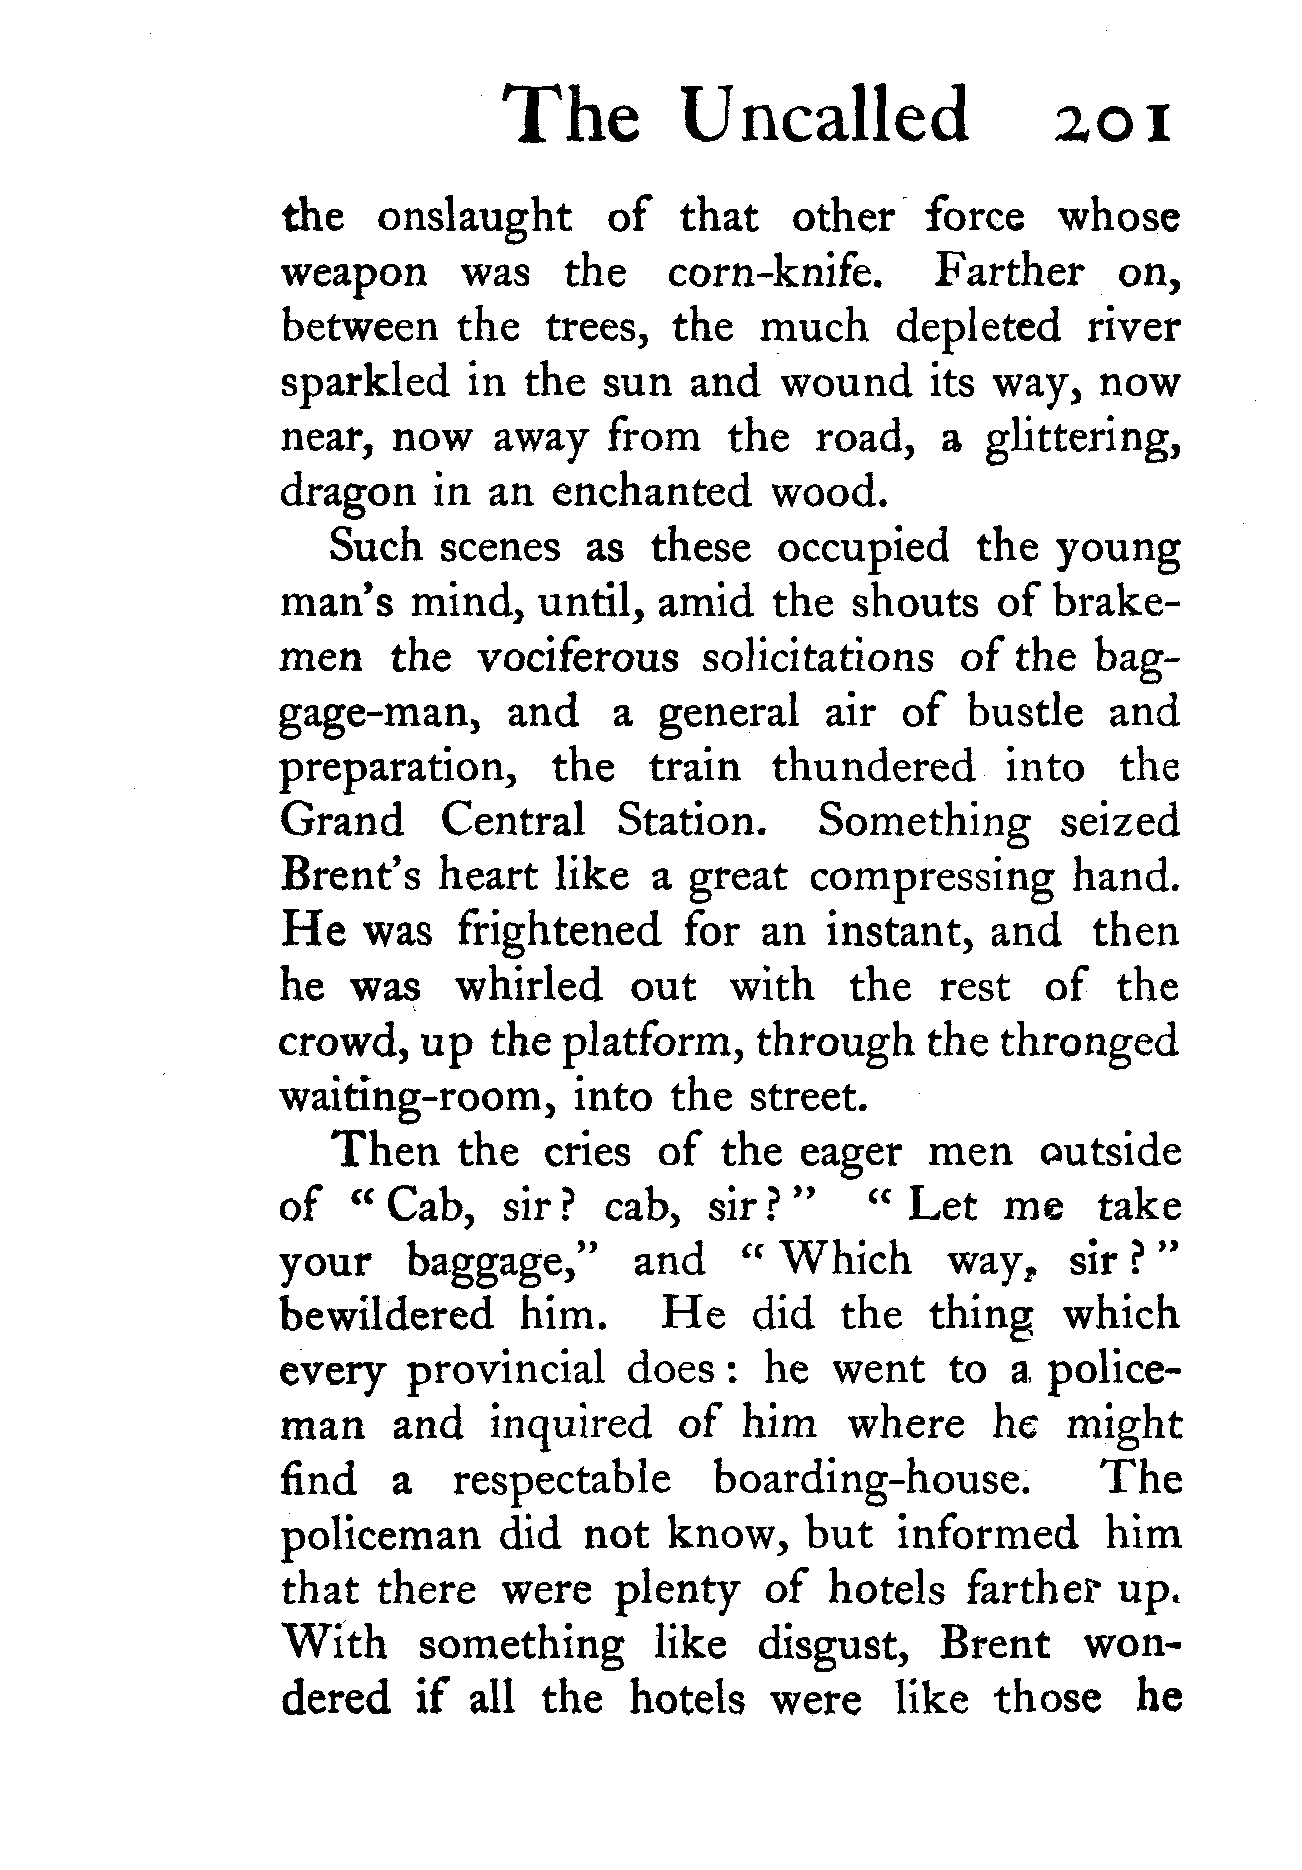 The Uncalled 201
the onslaught of that other force whose
weapon was the corn-knife. Farther on,
between the trees, the much depleted river
sparkled in the sun and wound its way, now
near, now away from the road, a glittering,
dragon in an enchanted wood.
Such scenes as these occupied the young
man's mind, until, amid the shouts of brake-
men the vociferous solicitations of the bag-
gage-man, and a general air of bustle and
preparation, the train thundered into the
Grand Central Station. Something seized
Brent's heart like a great compressing hand.
He was frightened for an instant, and then
he was whirled out with the rest of the
crowd, up the platform, through the thronged
waiting-room, into the street.
Then the cries of the eager men outside
of “Cab, sir? cab, sir?” “Let me take
your baggage,” and “Which way, sir?”
bewildered him. He did the thing which
every provincial does: he went to a police-
man and inquired of him where he might
find a respectable boarding-house. The
policeman did not know, but informed him
that there were plenty of hotels farther up.
With something like disgust, Brent won-
dered if all the hotels were like those he